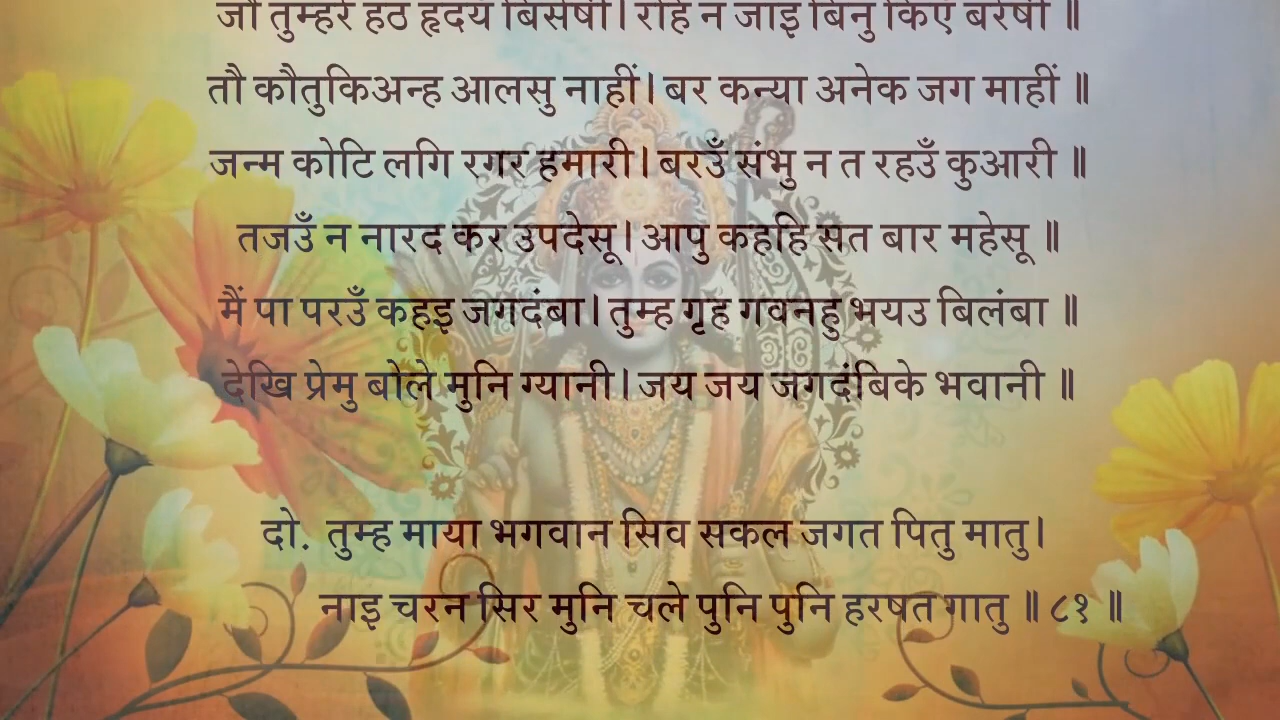 जौं तुम्हरे हठ हृदयँ बिसेषी। रहि न जाइ बिनु किएँ बरेषी ॥
तौ कौतुकिअन्ह आलसु नाहीं। बर कन्या अनेक जग माहीं ॥
जन्म कोटि लगि रगर हमारी। बरउँ संभु न त रहउँ कुआरी ॥
तजउँ न नारद कर उपदेसू। आपु कहहि सत बार महेसू ॥
मैं पा परउँ कहइ जगदंबा। तुम्ह गृह गवनहु भयउ बिलंबा ॥
देखि प्रेमु बोले मुनि ग्यानी। जय जय जगदंबिके भवानी ॥
दो. तुम्ह माया भगवान सिव सकल जगत पितु मातु।
नाइ चरन सिर मुनि चले पुनि पुनि हरषत गातु ॥ ८१ ॥